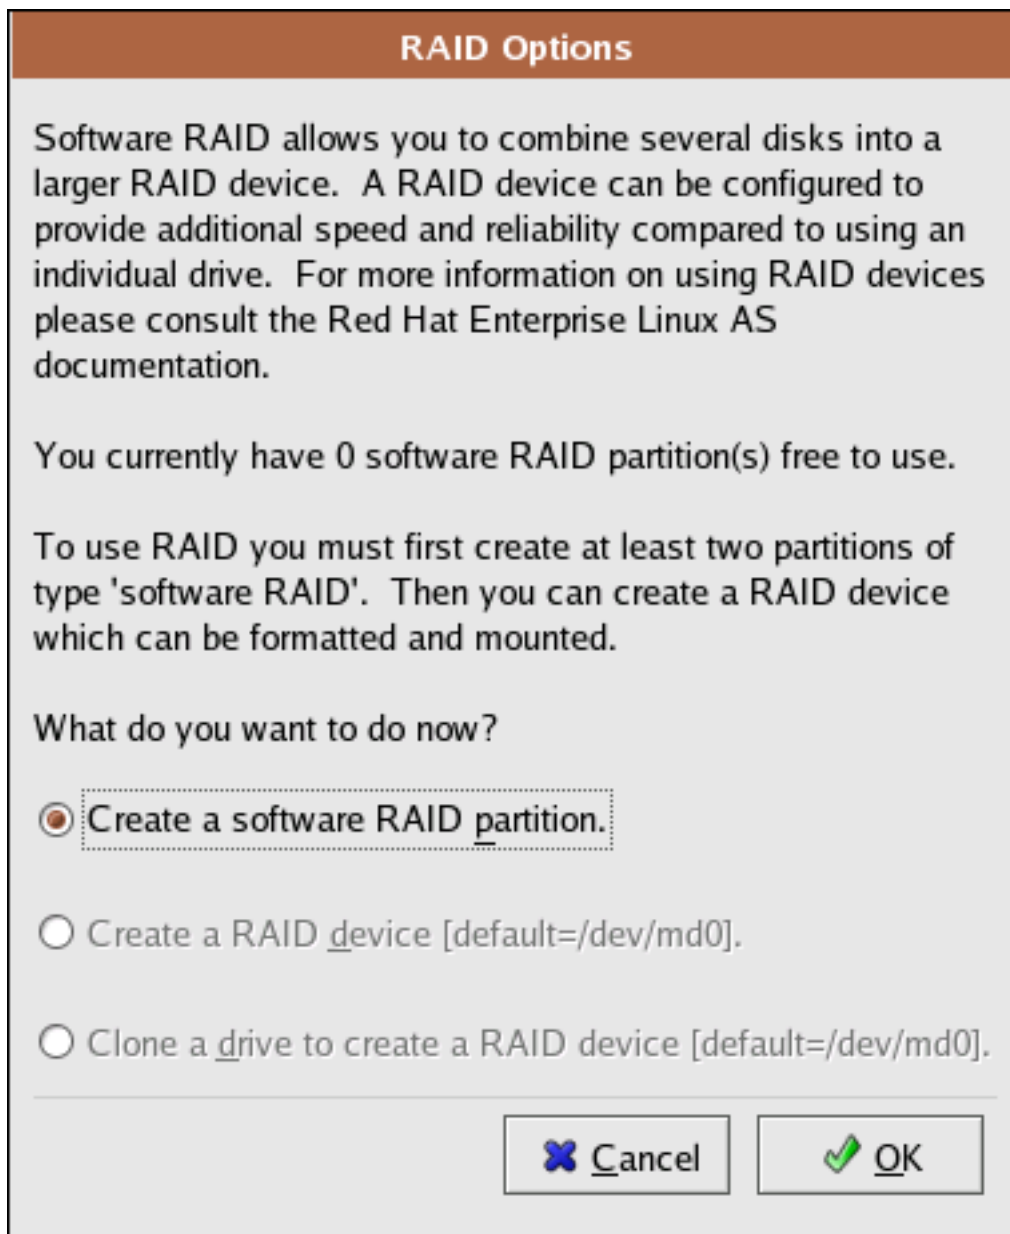 RAID Options
Software RAID allows you to combine several disks into a
larger RAID device.  A RAID device can be configured to
provide additional speed and reliability compared to using an
individual drive.  For more information on using RAID devices
please consult the Red Hat Enterprise Linux AS
documentation.
You currently have 0 software RAID partition(s) free to use.
To use RAID you must first create at least two partitions of
type 'software RAID'.  Then you can create a RAID device
which can be formatted and mounted.
What do you want to do now?
Create a software RAID partition.
Create a RAID device [default=/dev/md0].
Clone a drive to create a RAID device [default=/dev/md0].
Cancel
OK